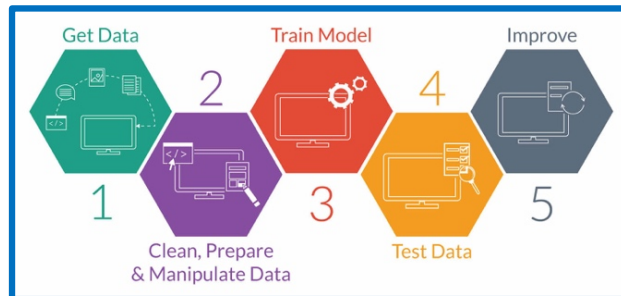 Get Data
1
2
Clean, Prepare
& Manipulate Data
Train Model
3
4
Test Data
Improve
5